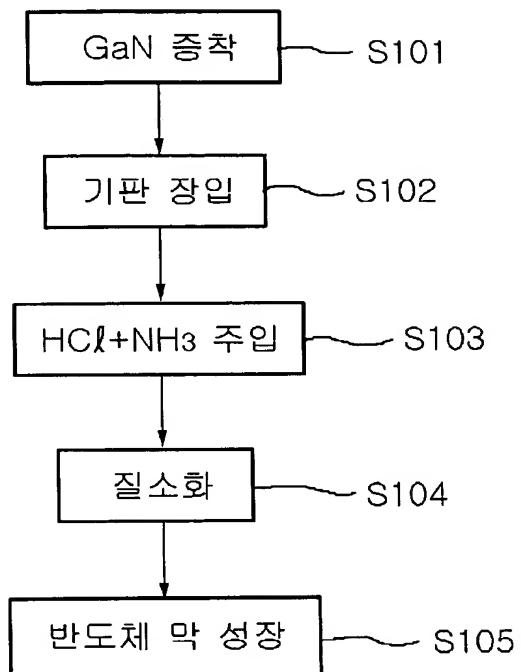 GaN 증착 S101
기판 장입 S102
HCl+NH3 주입 S103
질소화 S104
반도체 막 성장 S105